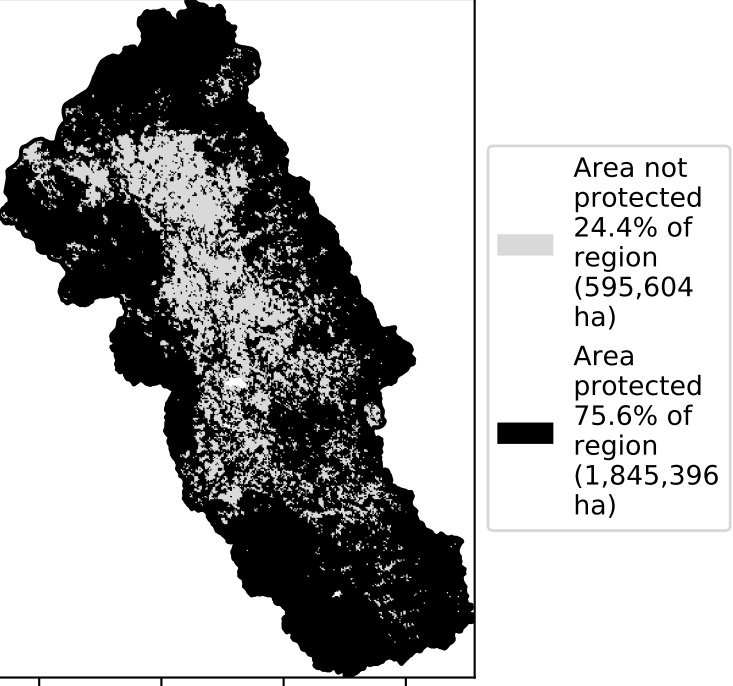 Area not
protected
24.4% of
region
(595,604
ha)
Area
protected
75.6% of
region
(1,845,396
ha)